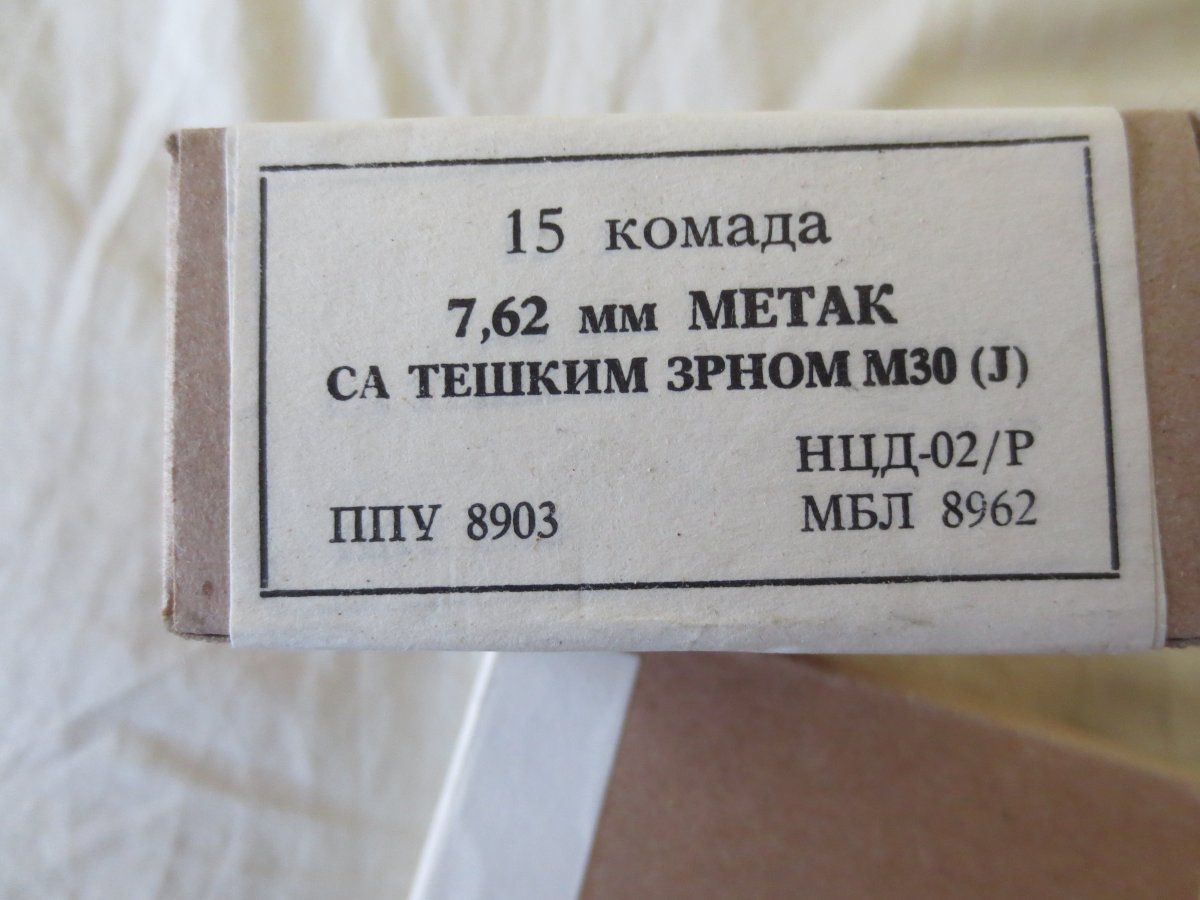 15 комада
7,62 мм МЕТАК
СА ТЕШКИМ ЗРНОМ М30 (Ј)
НЦД-02/Р
ППУ 8903 МБЛ 8962